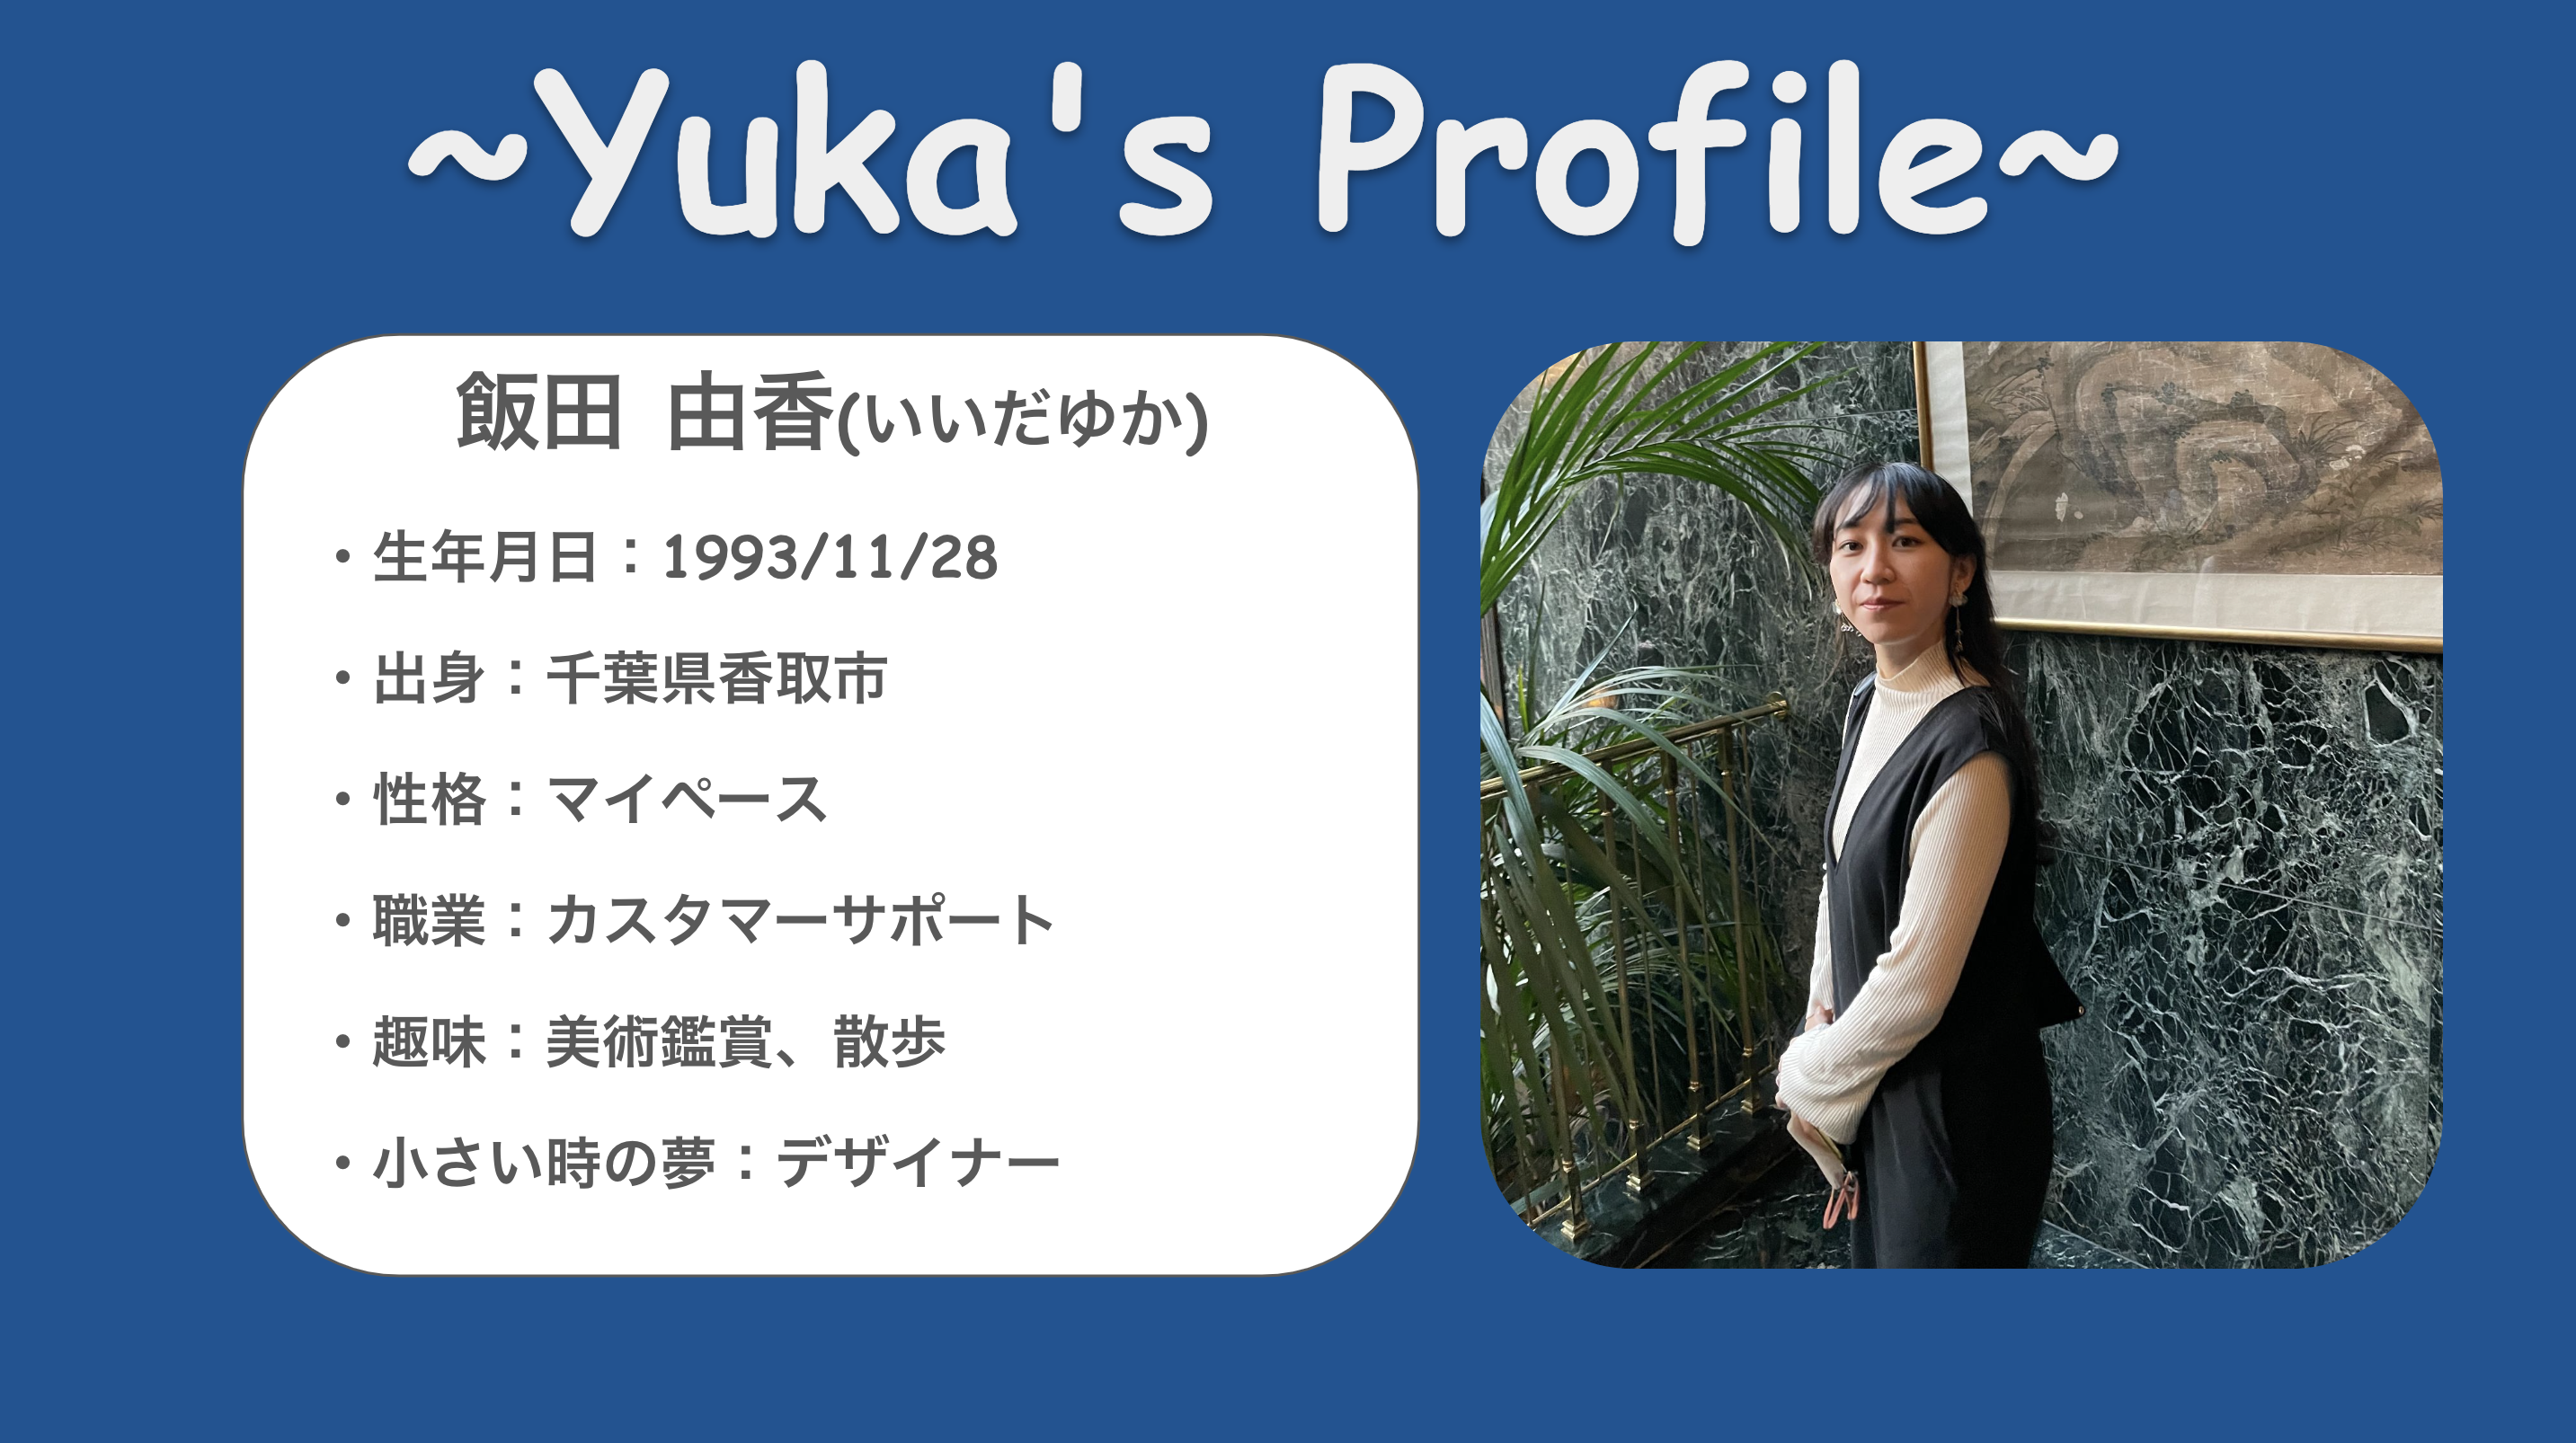 ~Yuka's Profile~
飯田 由香(いいだゆか)
・生年月日：1993/11/28
・出身：千葉県香取市
・性格：マイペース
・職業：カスタマーサポート
・趣味：美術鑑賞、散歩
・小さい時の夢：デザイナー